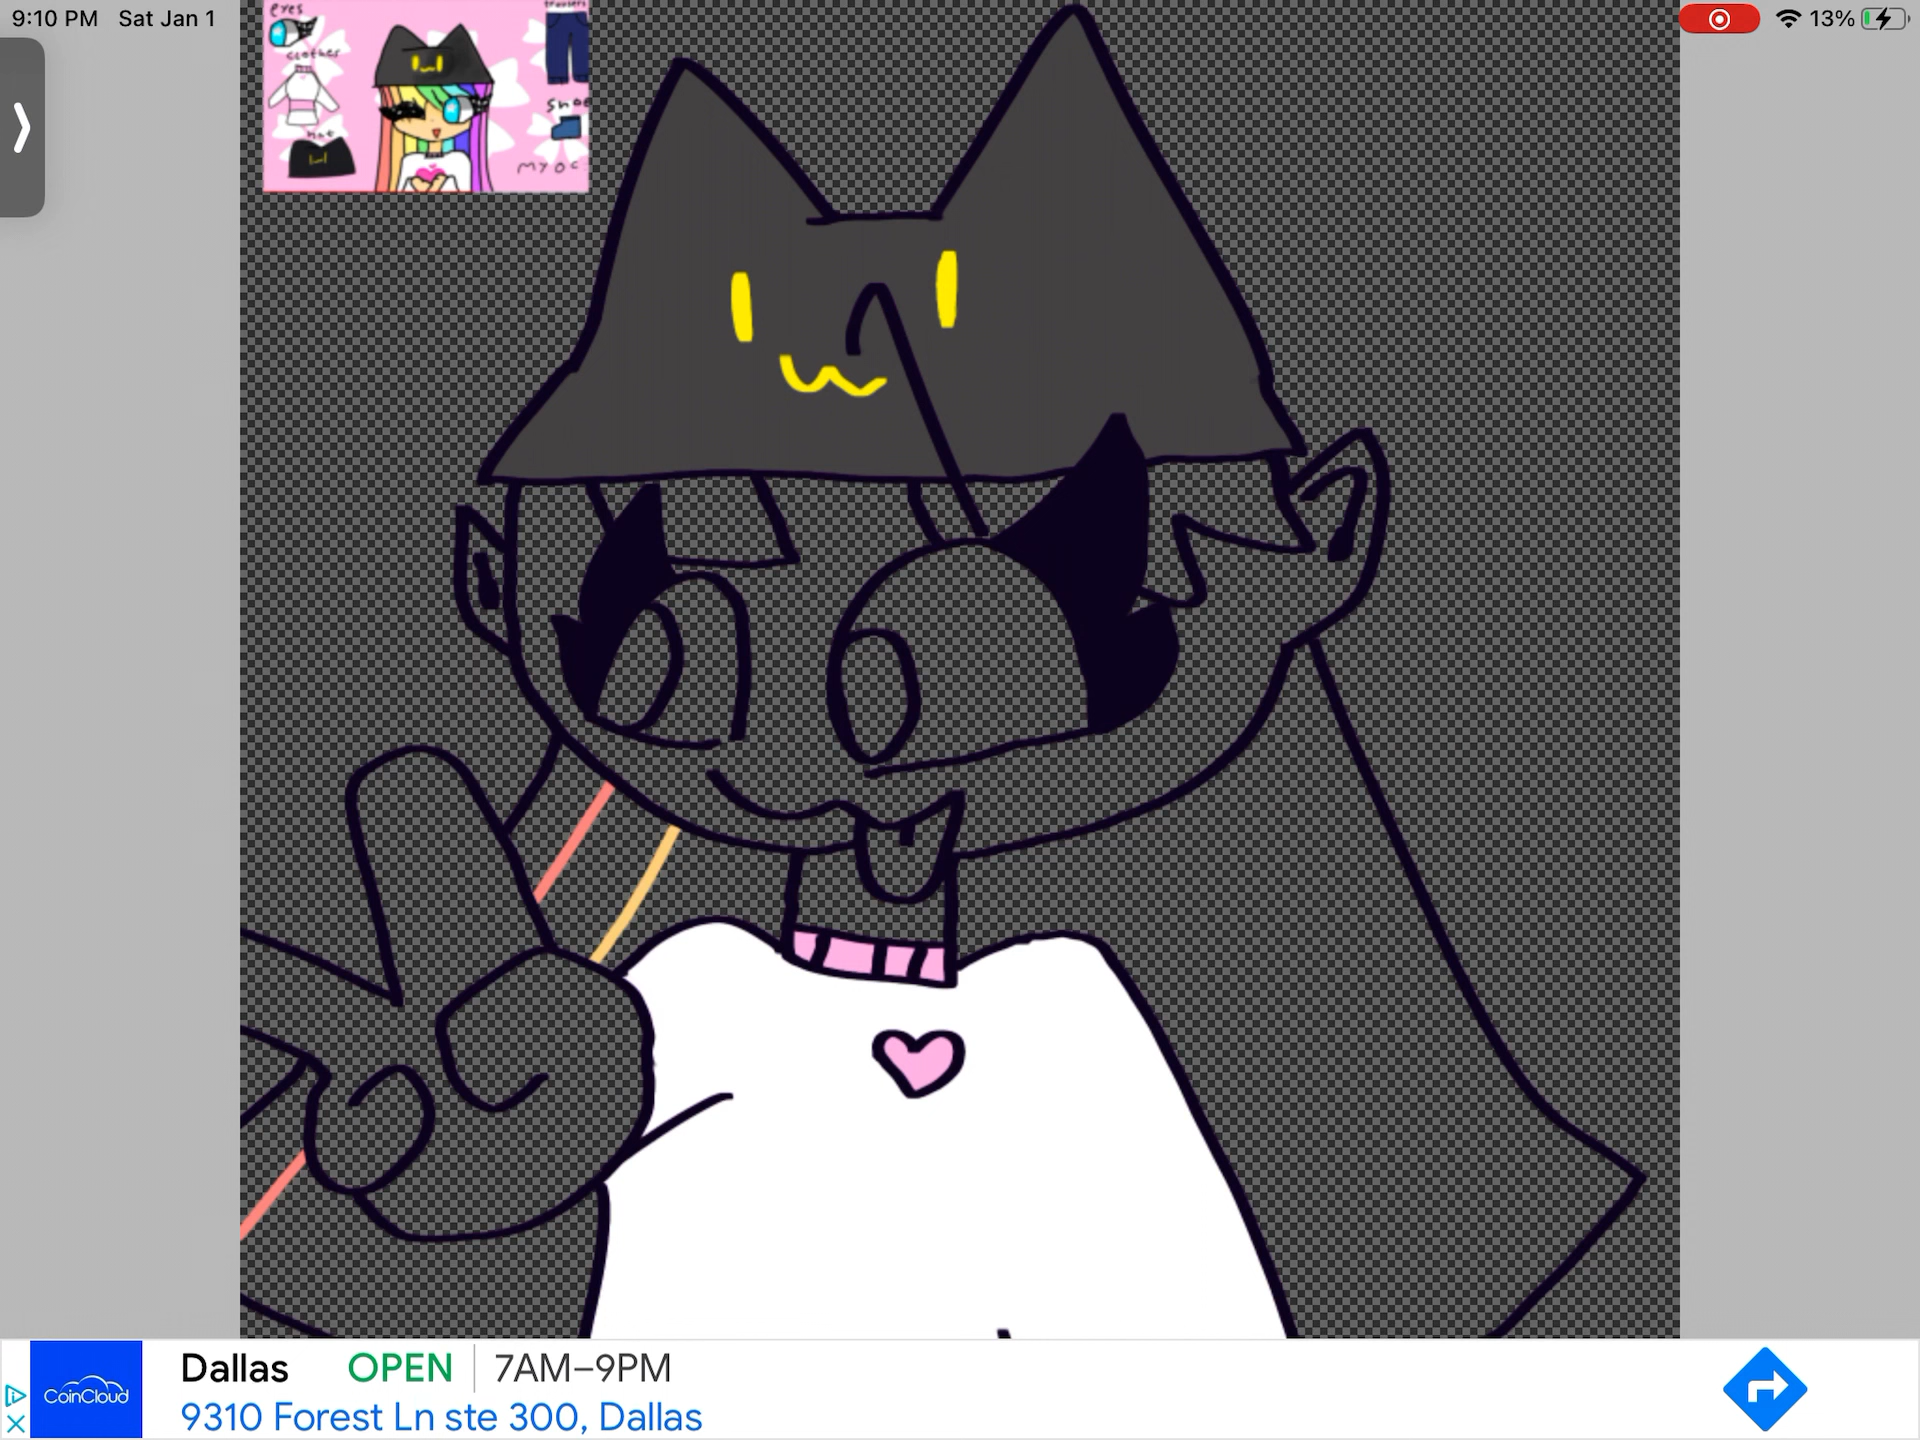 9:10 PM Sat Jan 1
13%
eyes
clothes
hat
trousers
shoe
MY OC
CoinCloud
Dallas OPEN 7AM–9PM
9310 Forest Ln ste 300, Dallas